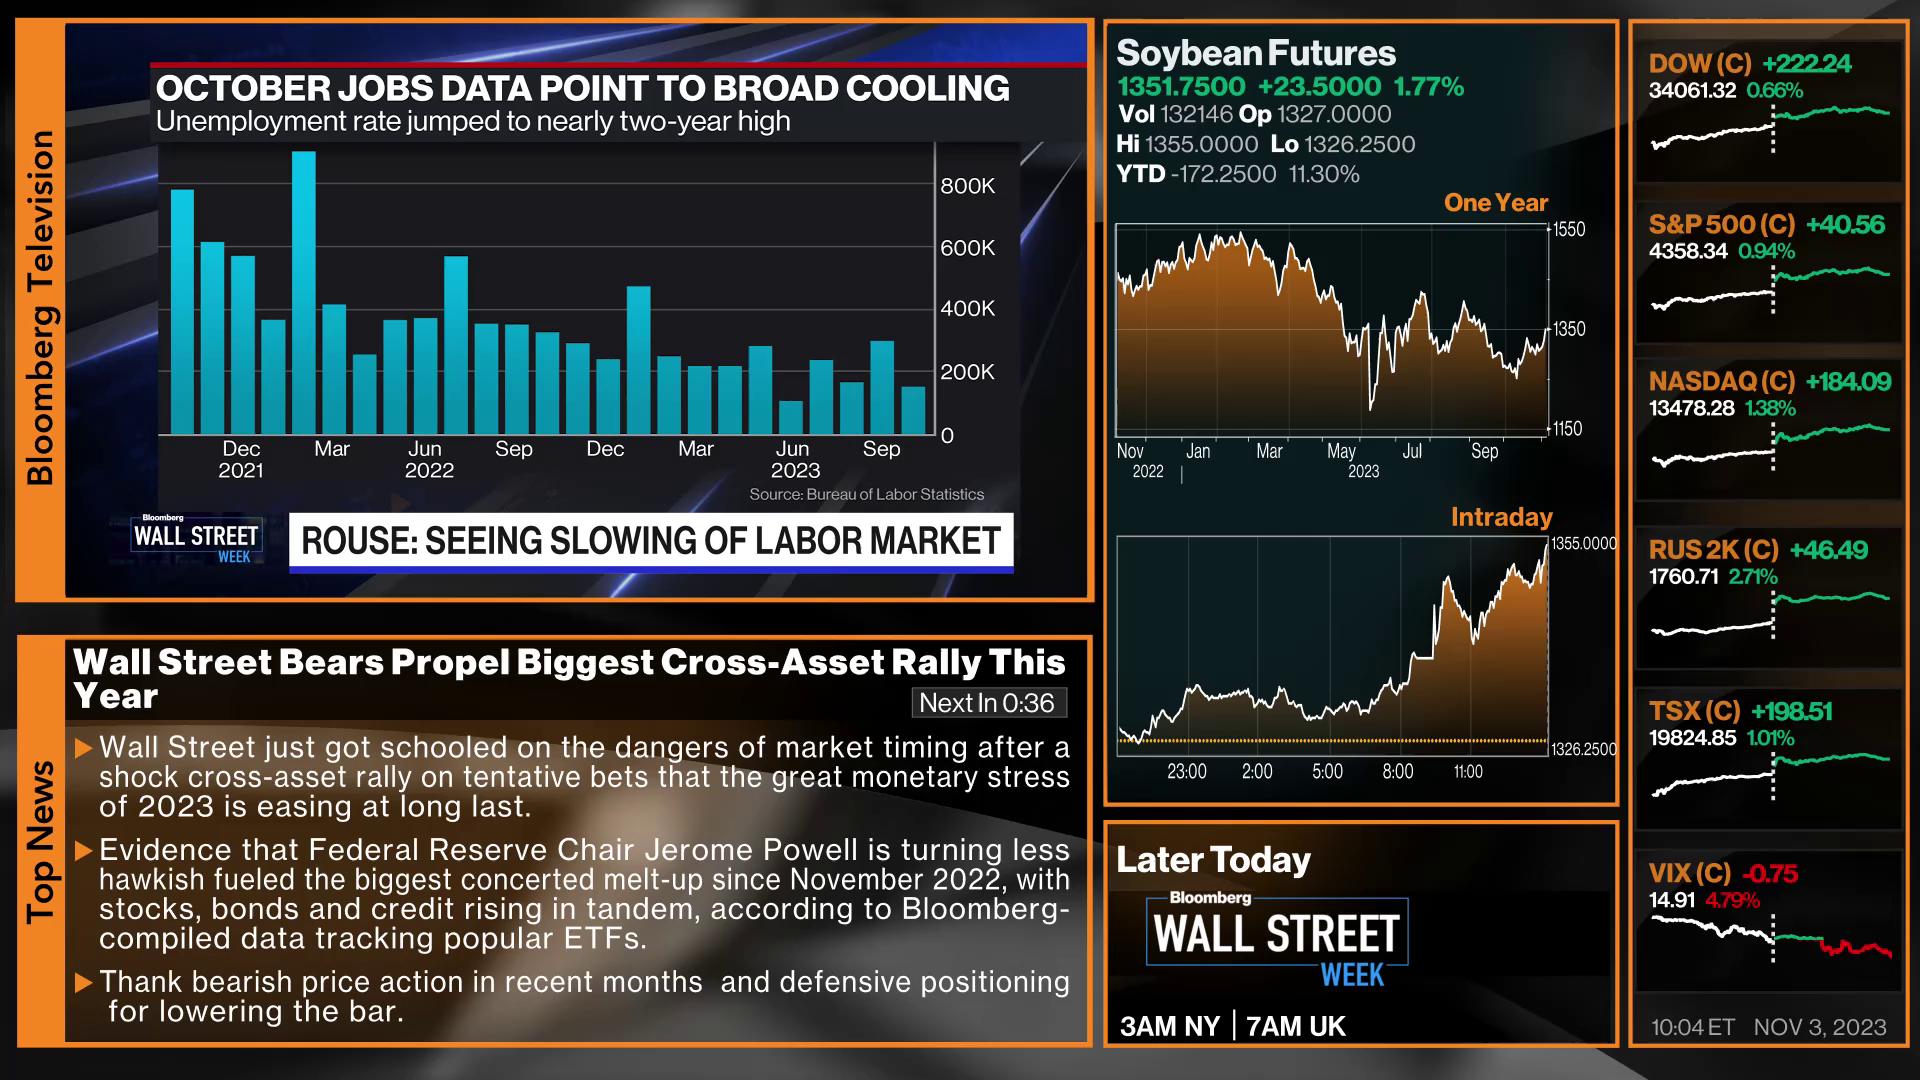 Bloomberg Television
OCTOBER JOBS DATA POINT TO BROAD COOLING
Unemployment rate jumped to nearly two-year high
800K
600K
400K
200K
0
Dec Mar Jun Sep Dec Mar Jun Sep
2021 2022 2023
Source: Bureau of Labor Statistics
Bloomberg
WALL STREET
WEEK
ROUSE: SEEING SLOWING OF LABOR MARKET
Top News
Wall Street Bears Propel Biggest Cross-Asset Rally This
Year
Next In 0:36
Wall Street just got schooled on the dangers of market timing after a
shock cross-asset rally on tentative bets that the great monetary stress
of 2023 is easing at long last.
Evidence that Federal Reserve Chair Jerome Powell is turning less
hawkish fueled the biggest concerted melt-up since November 2022, with
stocks, bonds and credit rising in tandem, according to Bloomberg-
compiled data tracking popular ETFs.
Thank bearish price action in recent months and defensive positioning
for lowering the bar.
Soybean Futures
1351.7500 +23.5000 1.77%
Vol 132146 Op 1327.0000
Hi 1355.0000 Lo 1326.2500
YTD -172.2500 11.30%
One Year
1550
1350
1150
Nov Jan Mar May Jul Sep
2022 2023
Intraday
1355.0000
1326.2500
23:00 2:00 5:00 8:00 11:00
Later Today
Bloomberg
WALL STREET
WEEK
3AM NY | 7AM UK
DOW (C) +222.24
34061.32 0.66%
S&P 500 (C) +40.56
4358.34 0.94%
NASDAQ (C) +184.09
13478.28 1.38%
RUS 2K (C) +46.49
1760.71 2.71%
TSX (C) +198.51
19824.85 1.01%
VIX (C) -0.75
14.91 4.79%
10:04 ET NOV 3, 2023